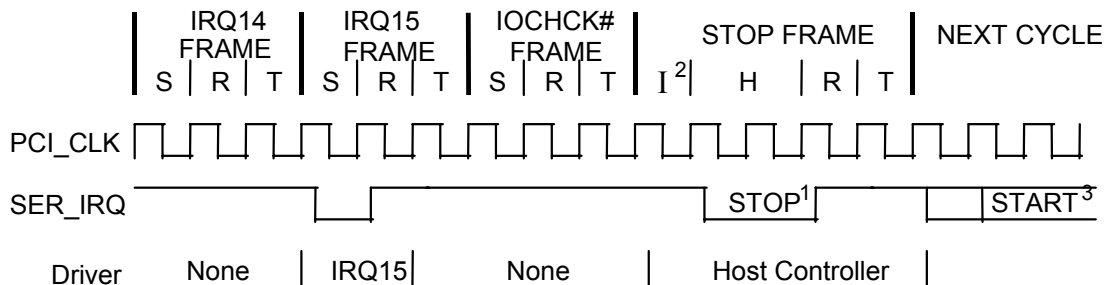 IRQ14 FRAME
IRQ15 FRAME
IOCHCK# FRAME
STOP FRAME
NEXT CYCLE
S R T S R T S R T I² H R T
PCI_CLK
SER_IRQ STOP¹ START³
Driver None IRQ15 None Host Controller